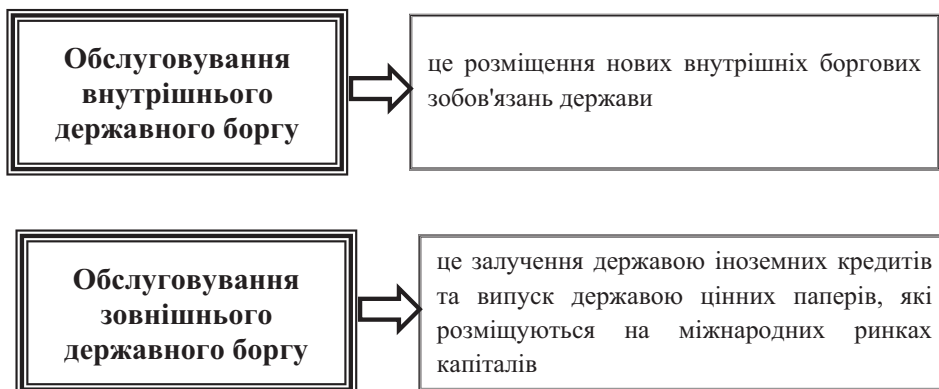 Обслуговування
внутрішнього
державного боргу
це розміщення нових внутрішніх боргових
зобов'язань держави
Обслуговування
зовнішнього
державного боргу
це залучення державою іноземних кредитів
та випуск державою цінних паперів, які
розміщуються на міжнародних ринках
капіталів